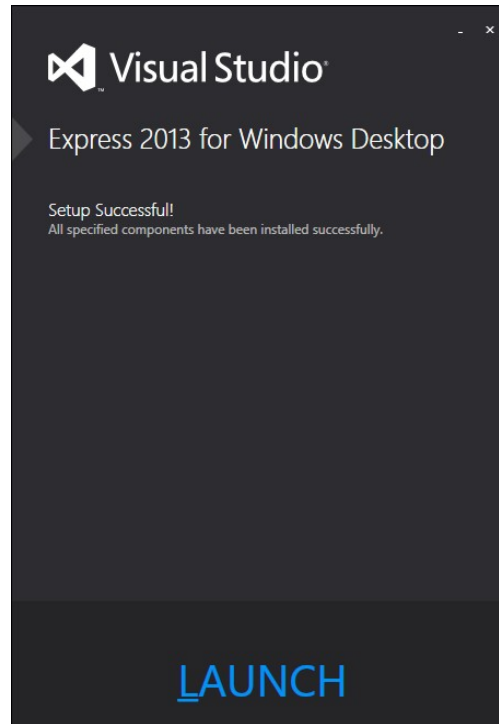 Visual Studio®
Express 2013 for Windows Desktop
Setup Successful!
All specified components have been installed successfully.
LAUNCH